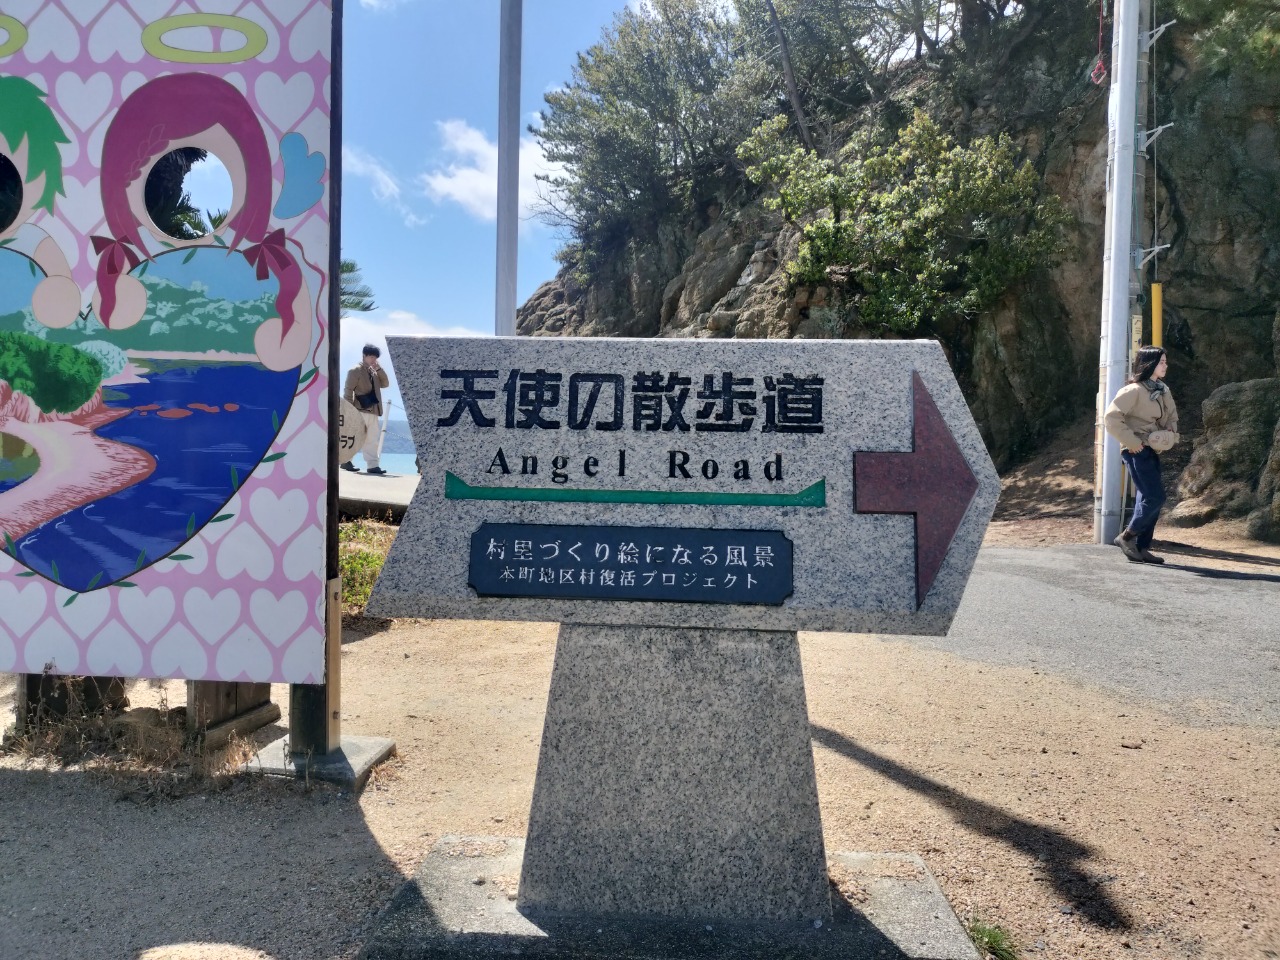 天使の散歩道
Angel Road
村里づくり絵になる風景
本町地区村復活プロジェクト